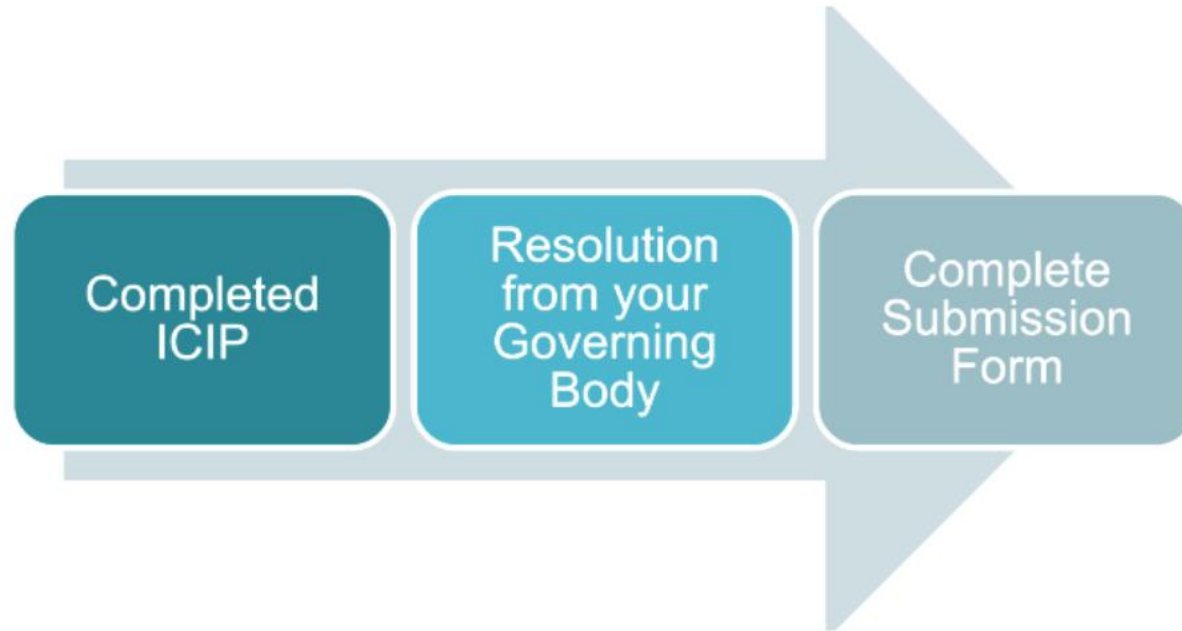 Completed
ICIP
Resolution
from your
Governing
Body
Complete
Submission
Form